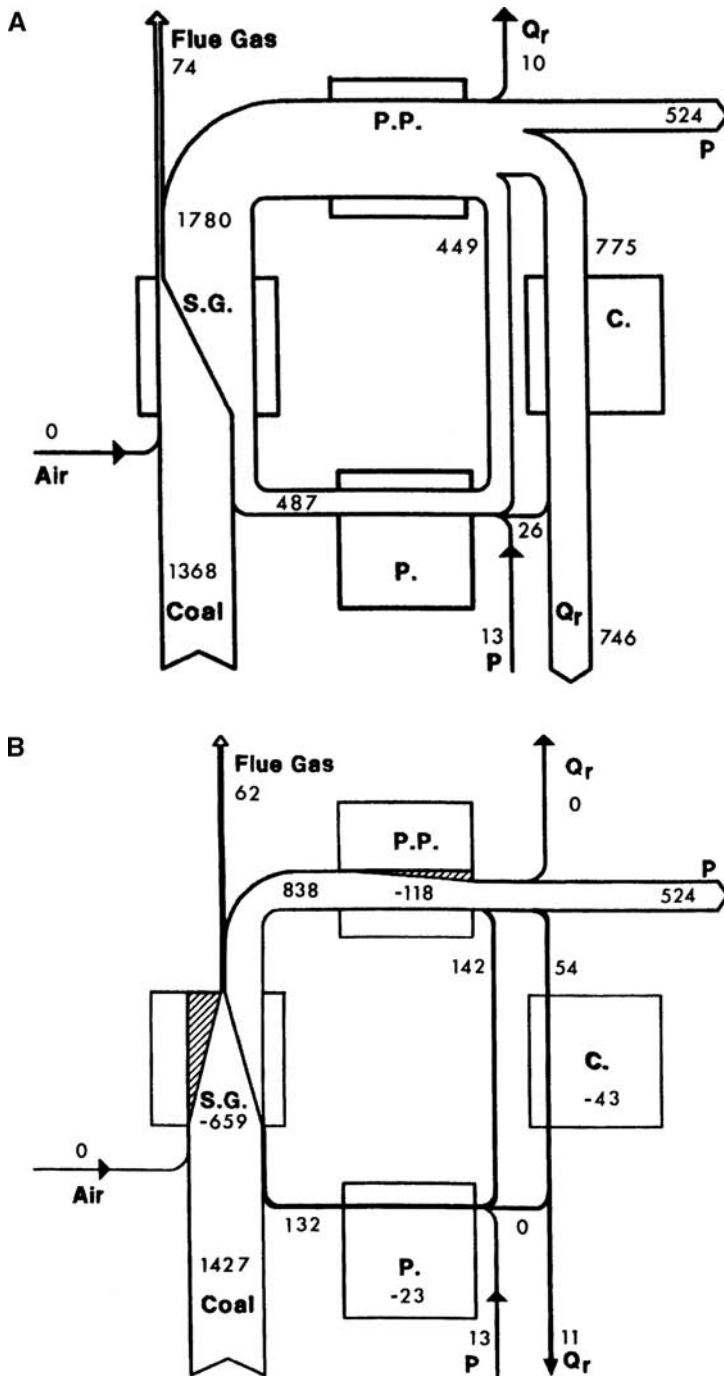 A
Flue Gas
74
Qr
10
P.P.
524
P
1780
449
775
S.G.
C.
0
Air
487
26
1368
Coal
P.
13
P
Qr
746
B
Flue Gas
62
Qr
0
P.P.
P
838
-118
524
142
54
C.
-43
S.G.
-659
0
Air
132
0
1427
Coal
P.
-23
13
P
11
Qr